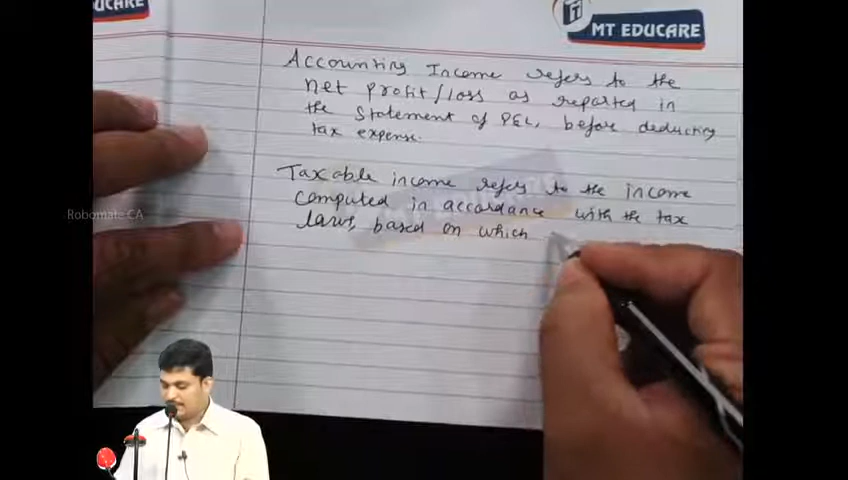 UCARE
MT EDUCARE
Accounting Income refers to the
net profit/loss as reported in
the Statement of P&L, before deducting
tax expense.
Taxable income refers to the income
computed in accordance with the tax
laws, based on which
Robomate CA